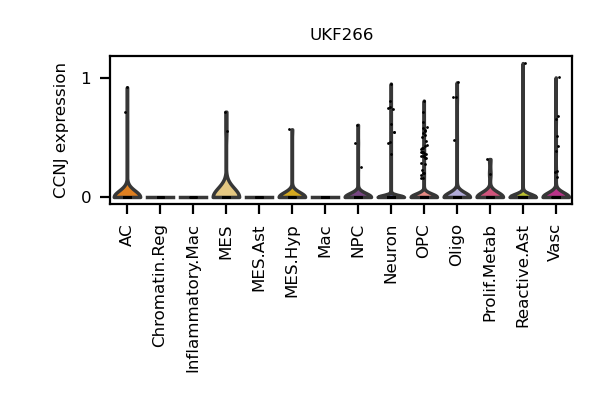 UKF266
CCNJ expression
1
0
AC
Chromatin.Reg
Inflammatory.Mac
MES
MES.Ast
MES.Hyp
Mac
NPC
Neuron
OPC
Oligo
Prolif.Metab
Reactive.Ast
Vasc